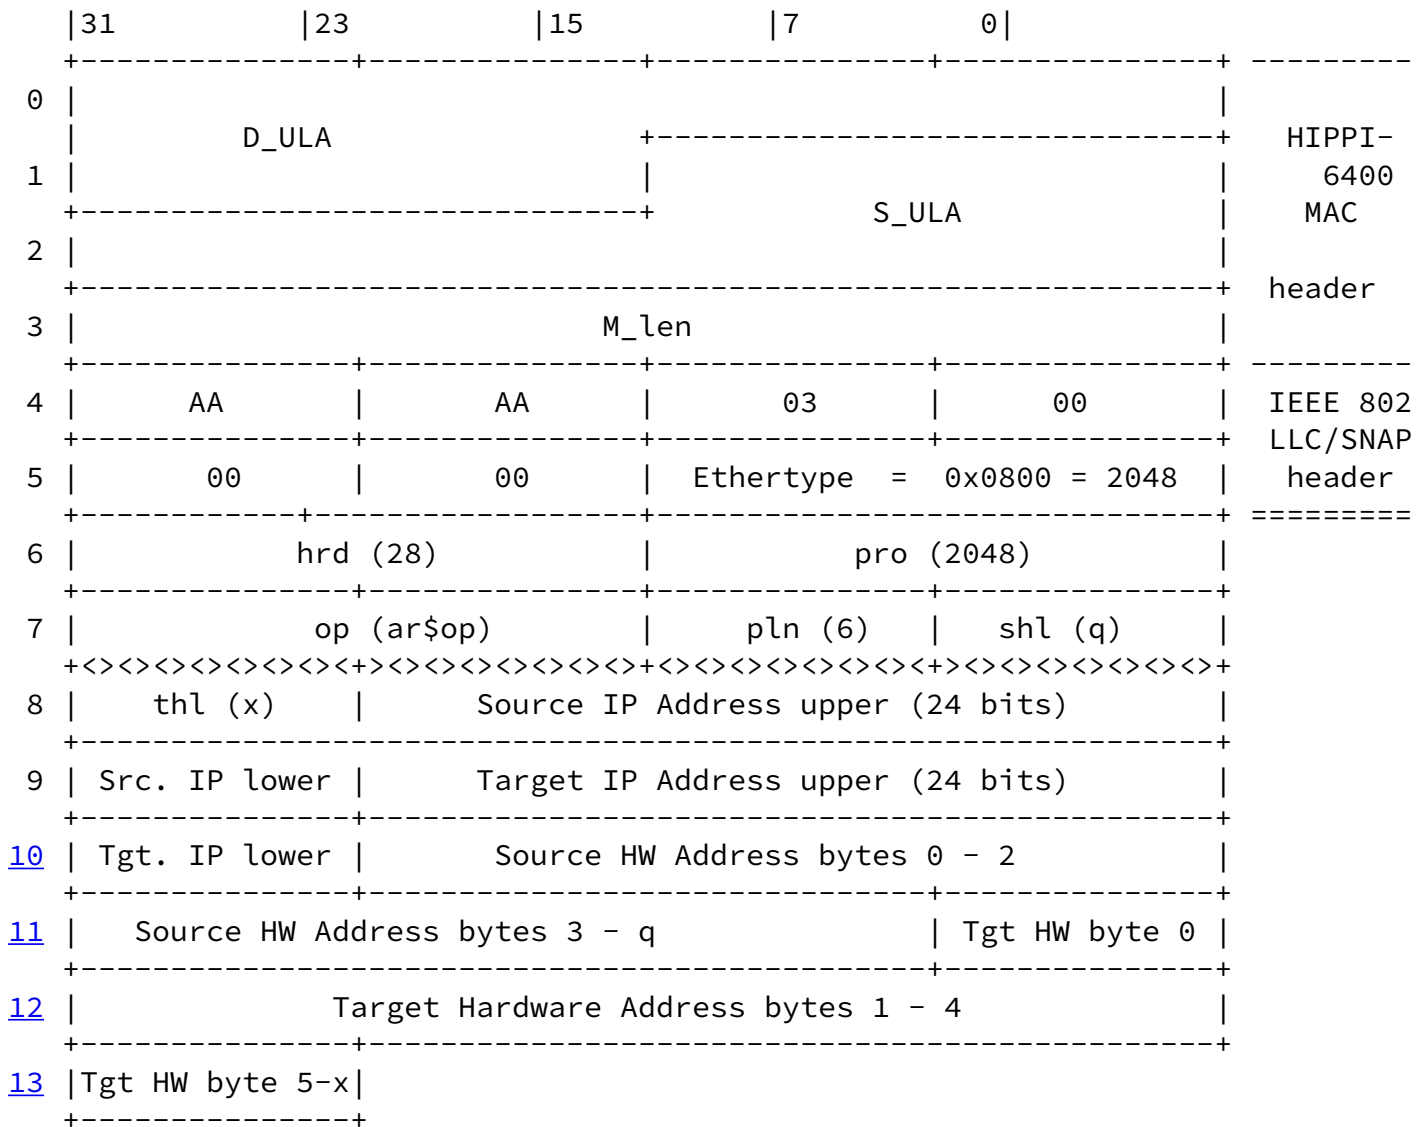 |31 |23 |15 |7 0|
+---------------+---------------+---------------+---------------+ ---------
0 | |
| D_ULA +-------------------------------+ HIPPI-
1 | | | 6400
+-------------------------------+ S_ULA | MAC
2 | |
+---------------------------------------------------------------+ header
3 | M_len |
+---------------+---------------+---------------+---------------+ ---------
4 | AA | AA | 03 | 00 | IEEE 802
+---------------+---------------+---------------+---------------+ LLC/SNAP
5 | 00 | 00 | Ethertype = 0x0800 = 2048 | header
+------------+------------------+-------------------------------+ =========
6 | hrd (28) | pro (2048) |
+---------------+---------------+---------------+---------------+
7 | op (ar$op) | pln (6) | shl (q) |
+<><><><><><><><+><><><><><><><>+<><><><><><><><+><><><><><><><>+
8 | thl (x) | Source IP Address upper (24 bits) |
+---------------------------------------------------------------+
9 | Src. IP lower | Target IP Address upper (24 bits) |
+---------------+-----------------------------------------------+
10 | Tgt. IP lower | Source HW Address bytes 0 - 2 |
+---------------+-------------------------------+---------------+
11 | Source HW Address bytes 3 - q | Tgt HW byte 0 |
+-----------------------------------------------+---------------+
12 | Target Hardware Address bytes 1 - 4 |
+---------------+-----------------------------------------------+
13 |Tgt HW byte 5-x|
+---------------+